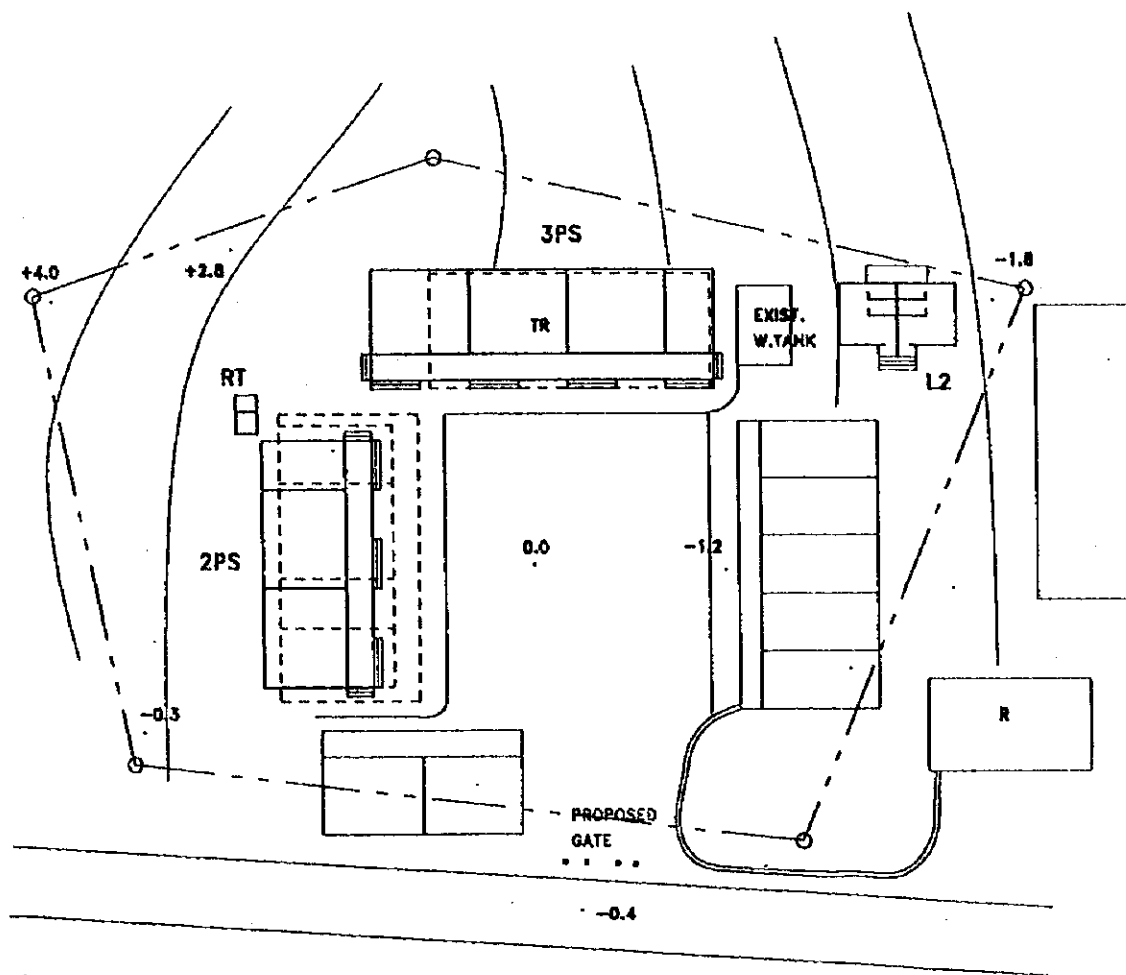 3PS
+4.0
+2.8
-1.8
TR
EXIST.
W.TANK
RT
L2
2PS
0.0
-1.2
-0.3
R
PROPOSED
GATE
-0.4